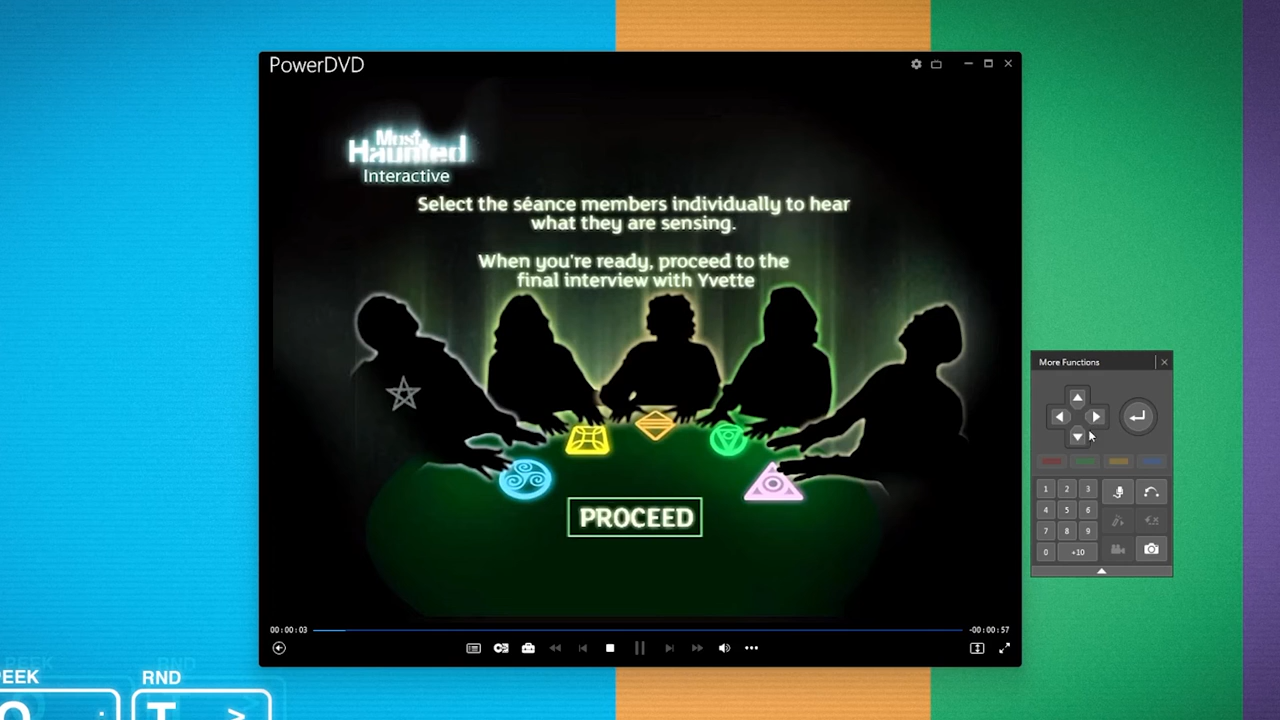 PowerDVD
Most
Haunted
Interactive
Select the séance members individually to hear
what they are sensing.
When you're ready, proceed to the
final interview with Yvette
PROCEED
More Functions
1 2 3
4 5 6
7 8 9
0 +10
00:00:03
-00:00:57
PEEK
RND
T >